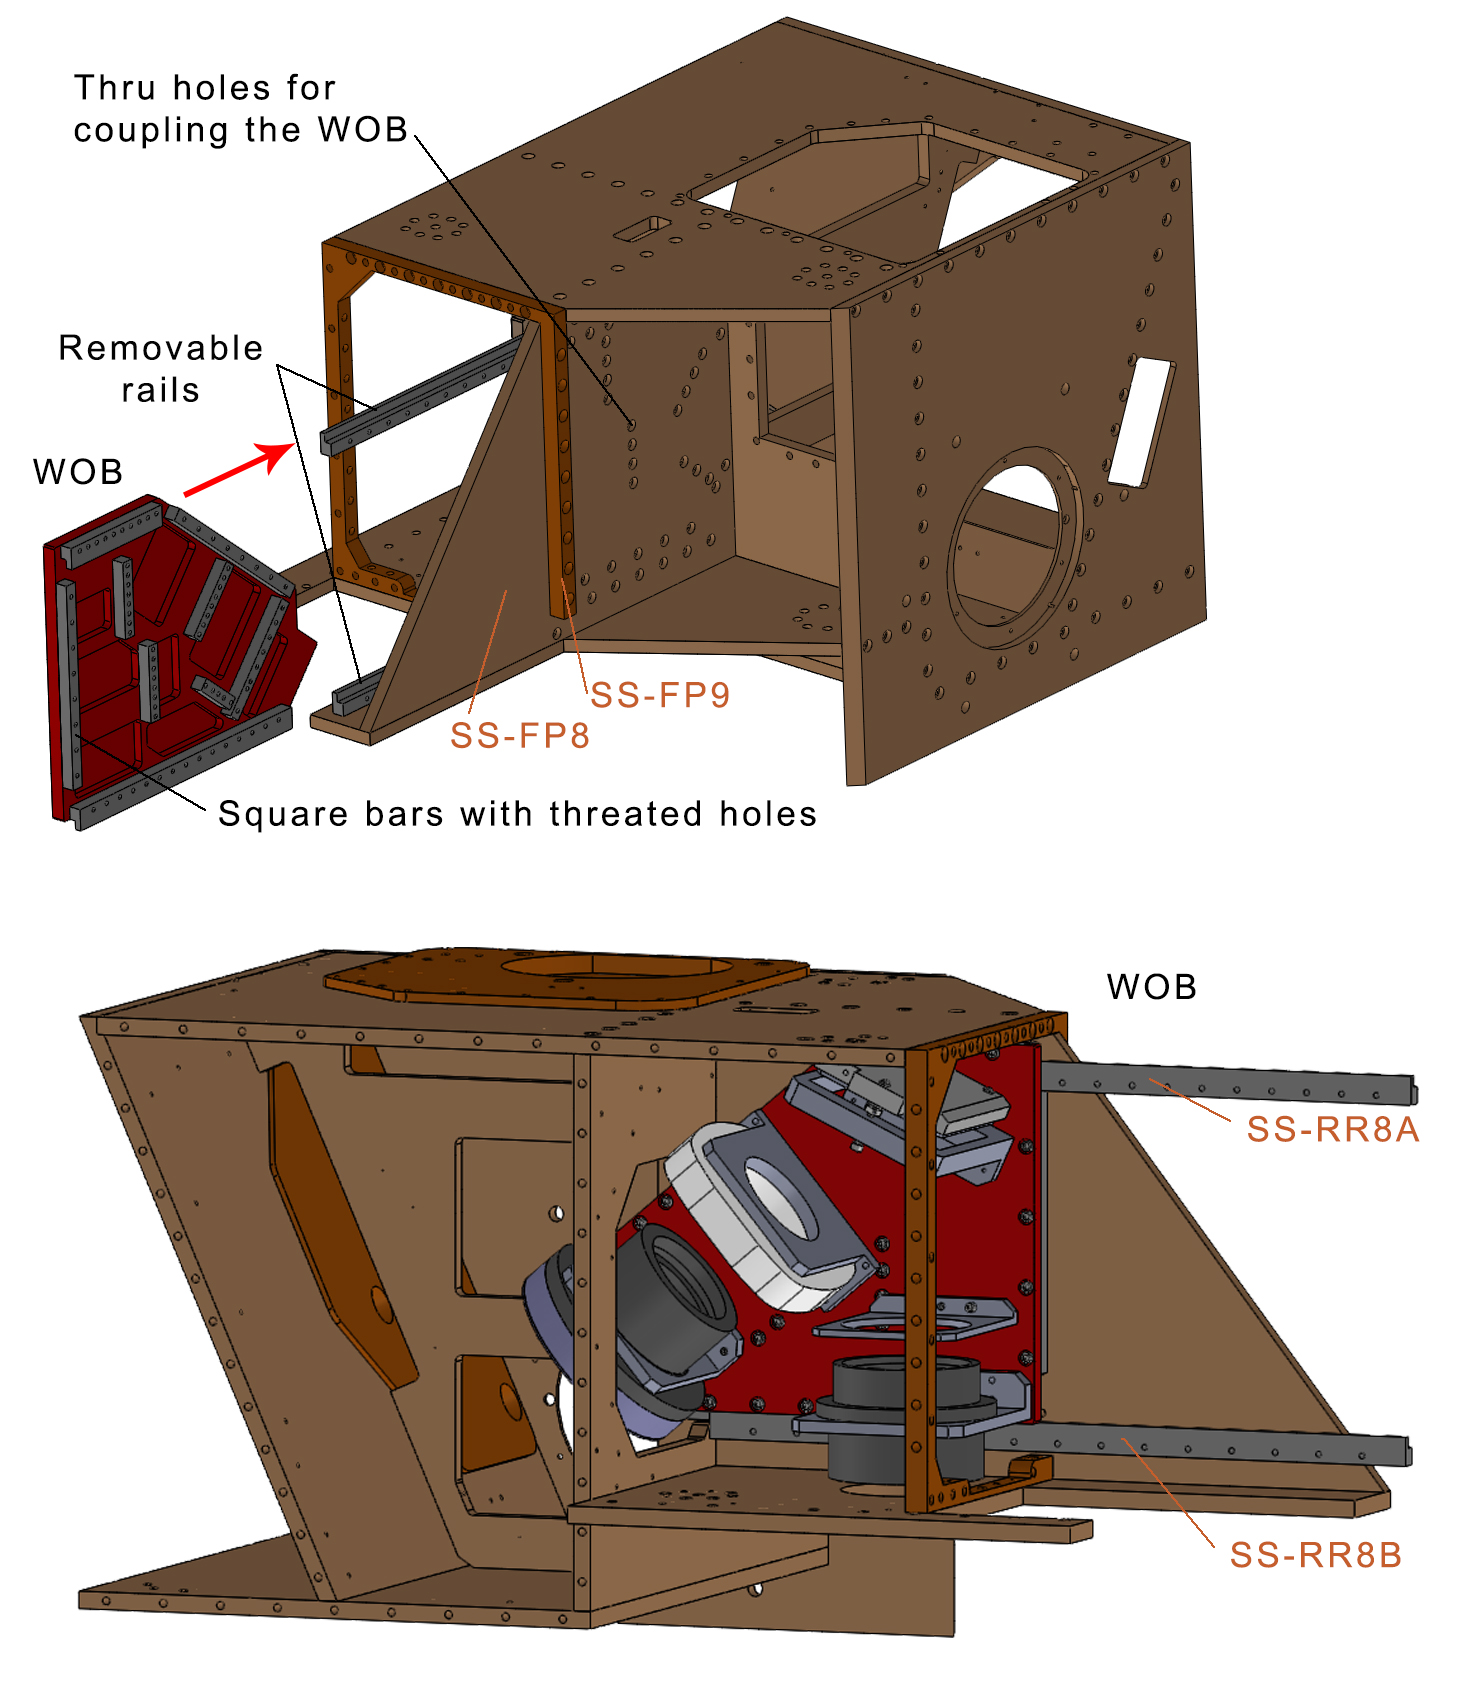 Thru holes for
coupling the WOB
Removable
rails
WOB
SS-FP9
SS-FP8
Square bars with threated holes
WOB
SS-RR8A
SS-RR8B